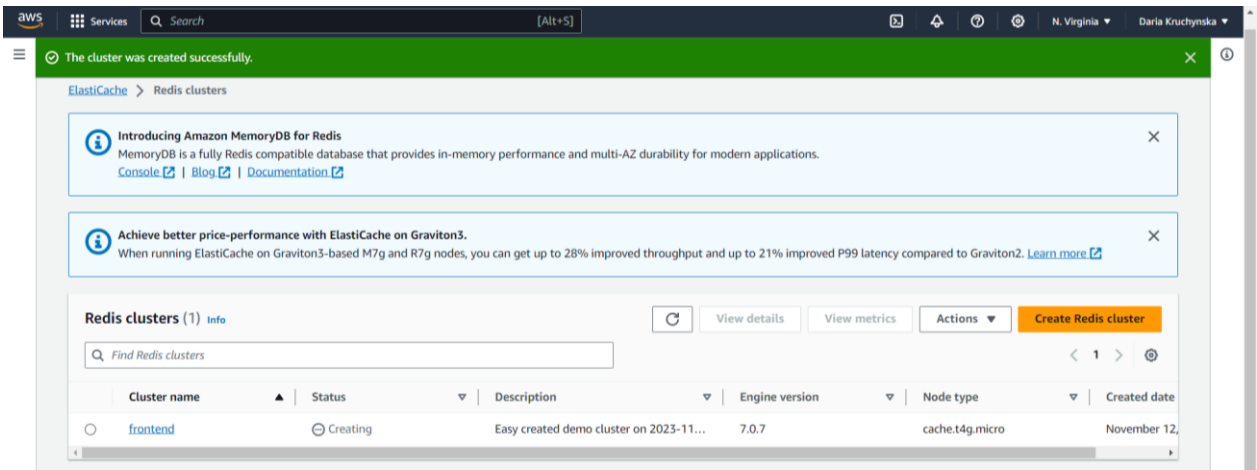 aws Services Search [Alt+S] N. Virginia ▼ Daria Kruchynska ▼
The cluster was created successfully.
ElastiCache > Redis clusters
Introducing Amazon MemoryDB for Redis
MemoryDB is a fully Redis compatible database that provides in-memory performance and multi-AZ durability for modern applications.
Console | Blog | Documentation
Achieve better price-performance with ElastiCache on Graviton3.
When running ElastiCache on Graviton3-based M7g and R7g nodes, you can get up to 28% improved throughput and up to 21% improved P99 latency compared to Graviton2. Learn more
Redis clusters (1) Info View details View metrics Actions ▼ Create Redis cluster
Find Redis clusters < 1 >
Cluster name Status Description Engine version Node type Created date
frontend Creating Easy created demo cluster on 2023-11... 7.0.7 cache.t4g.micro November 12,